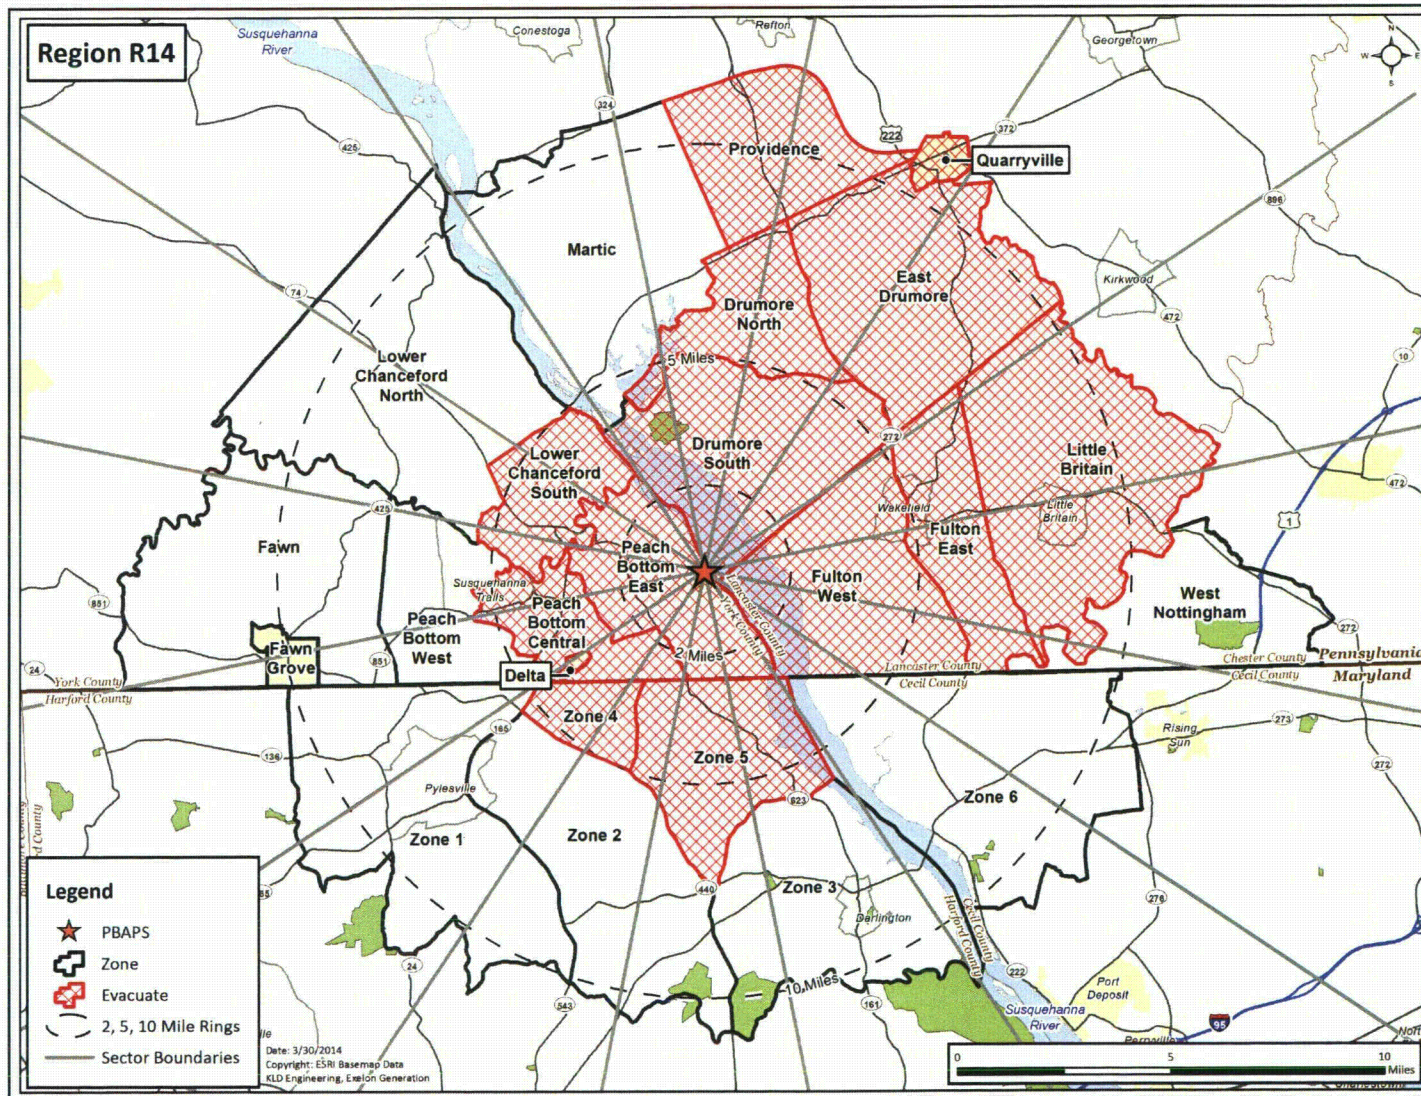 Region R14
Susquehanna
River
Conestoga
Refton
Georgetown
N
W
E
S
324
222
372
425
Providence
Quarryville
896
Martic
74
East
Drumore
Kirkwood
Drumore
North
472
10
5 Miles
Lower
Chanceford
North
Lower
Chanceford
South
Drumore
South
272
Little
Britain
472
425
Wakefield
Little
Britain
1
Fawn
Peach
Bottom
East
Fulton
East
Fulton
West
Susquehanna
Trails
Lancaster County
York County
West
Nottingham
851
Peach
Bottom
West
Peach
Bottom
Central
272
Fawn
Grove
851
2 Miles
24
Delta
Lancaster County
Cecil County
Chester County
Cecil County
Pennsylvania
Maryland
York County
Harford County
Zone 4
165
273
Rising
Sun
136
Zone 5
272
Pylesville
623
Zone 6
Zone 1
Zone 2
440
Zone 3
Darlington
276
Cecil County
Harford County
24
10 Miles
222
543
161
Port
Deposit
Susquehanna
River
95
Perryville
Legend
PBAPS
Zone
Evacuate
2, 5, 10 Mile Rings
Sector Boundaries
Date: 3/30/2014
Copyright: ESRI Basemap Data
KLD Engineering, Exelon Generation
0 5 10
Miles